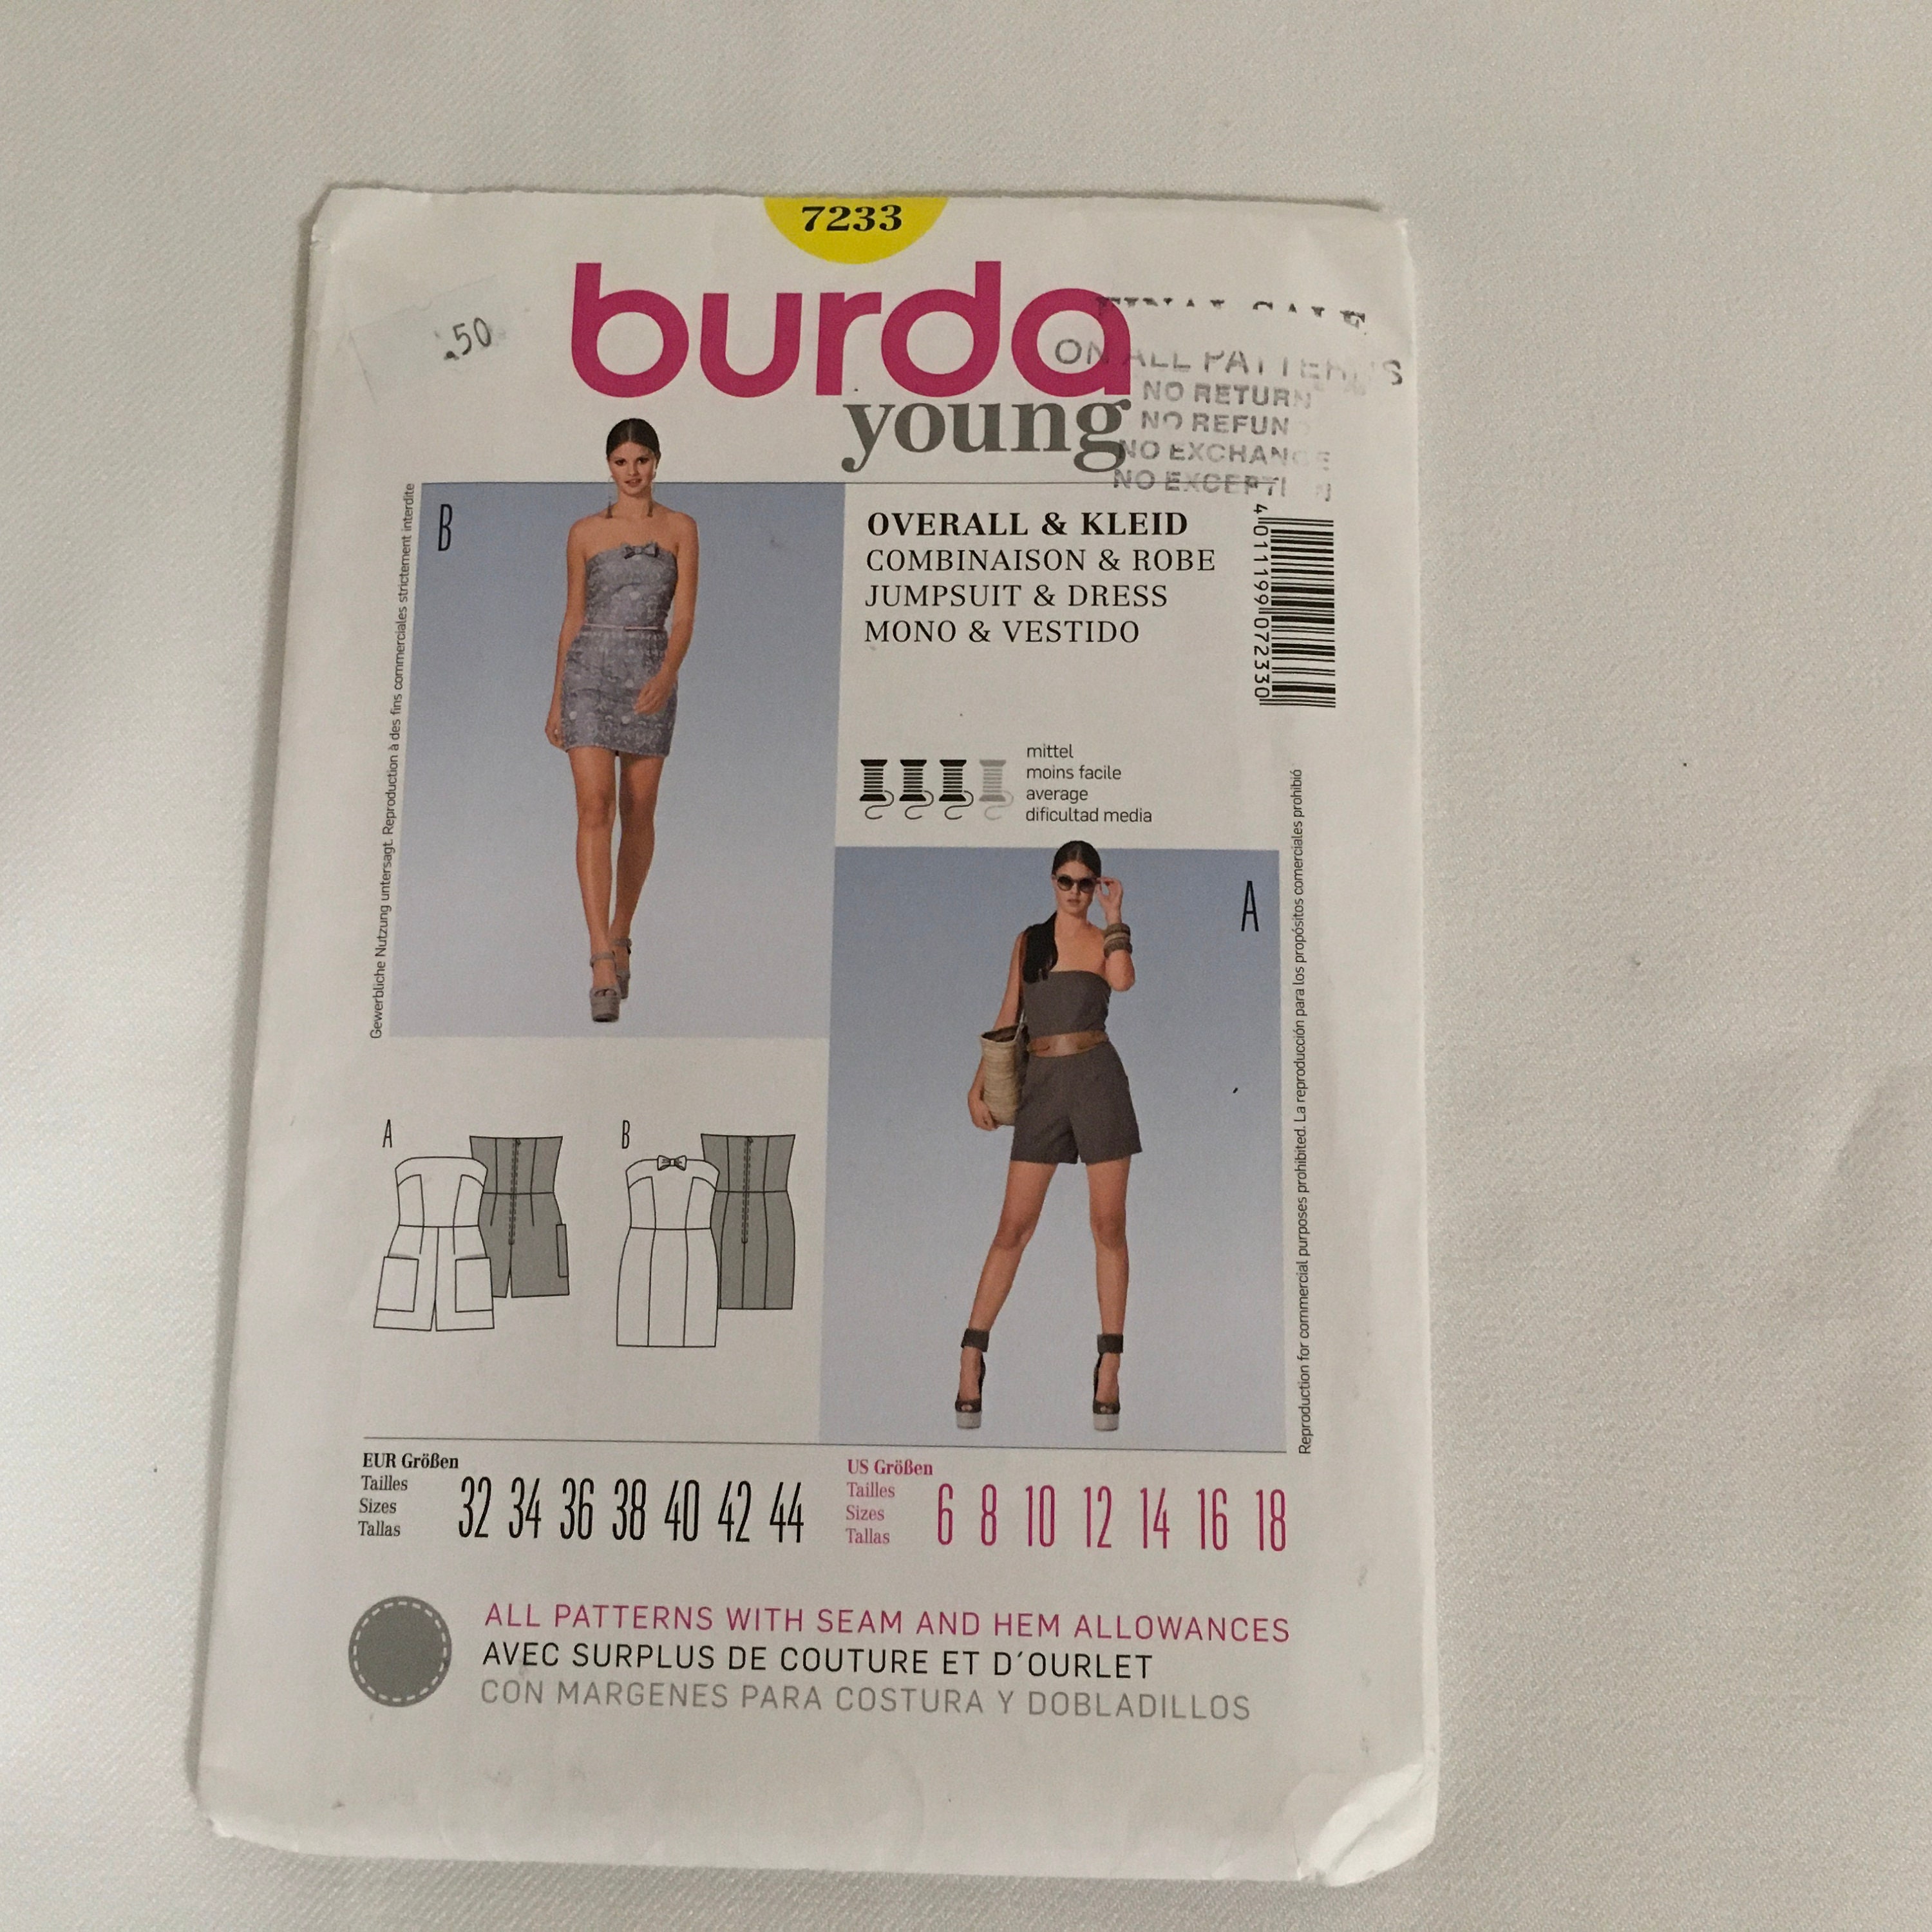 7233
burda
young
.50
FINAL SALE
ON ALL PATTERNS
NO RETURN
NO REFUN
NO EXCHANGE
NO EXCEPTI N
B
OVERALL & KLEID
COMBINAISON & ROBE
JUMPSUIT & DRESS
MONO & VESTIDO
4 011199 072330
mittel
moins facile
average
dificultad media
Gewerbliche Nutzung untersagt. Reproduction à des fins commerciales strictement interdite
A
Reproduction for commercial purposes prohibited. La reproducción para los propósitos comerciales prohibió
A
B
EUR Größen
Tailles
Sizes
Tallas
32 34 36 38 40 42 44
US Größen
Tailles
Sizes
Tallas
6 8 10 12 14 16 18
ALL PATTERNS WITH SEAM AND HEM ALLOWANCES
AVEC SURPLUS DE COUTURE ET D´OURLET
CON MARGENES PARA COSTURA Y DOBLADILLOS